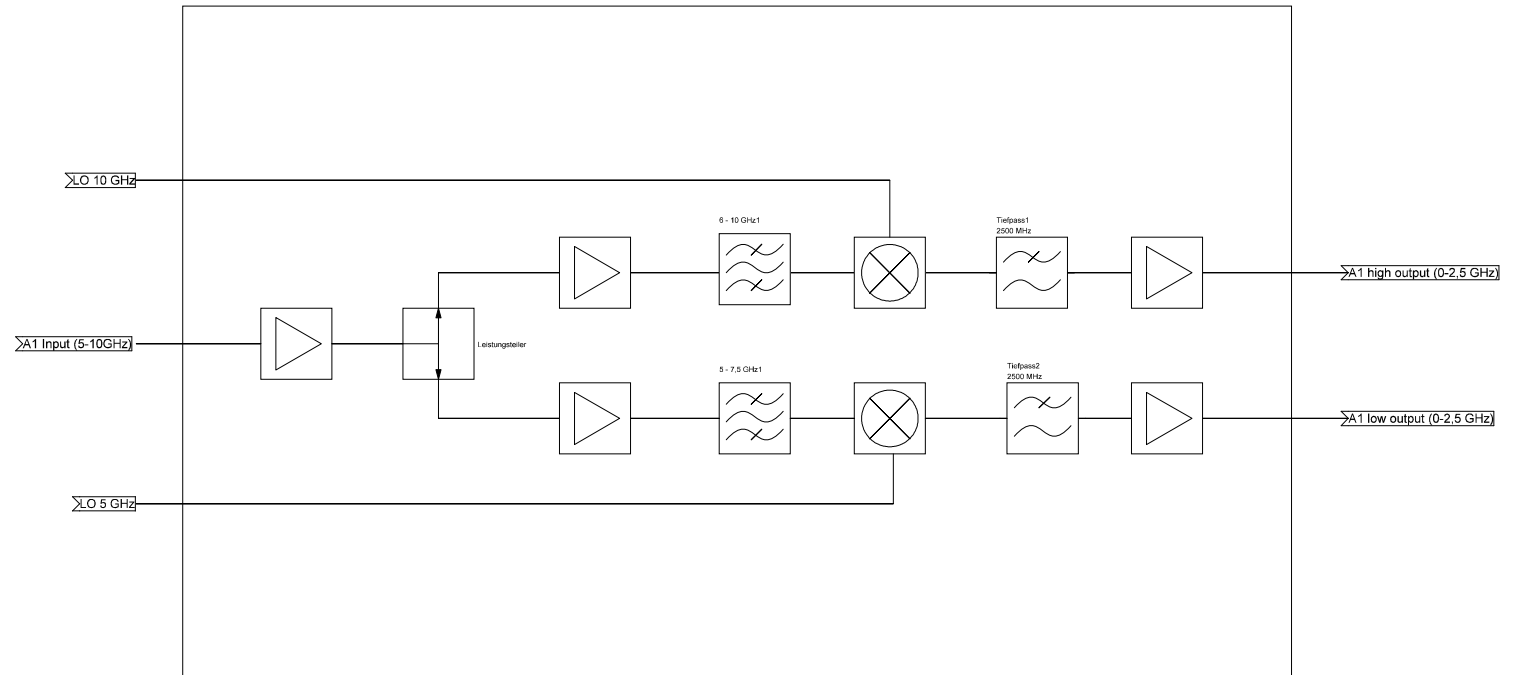 LO 10 GHz
6 - 10 GHz1
Tiefpass1
2500 MHz
A1 high output (0-2,5 GHz)
A1 Input (5-10GHz)
Leistungsteiler
5 - 7,5 GHz1
Tiefpass2
2500 MHz
A1 low output (0-2,5 GHz)
LO 5 GHz